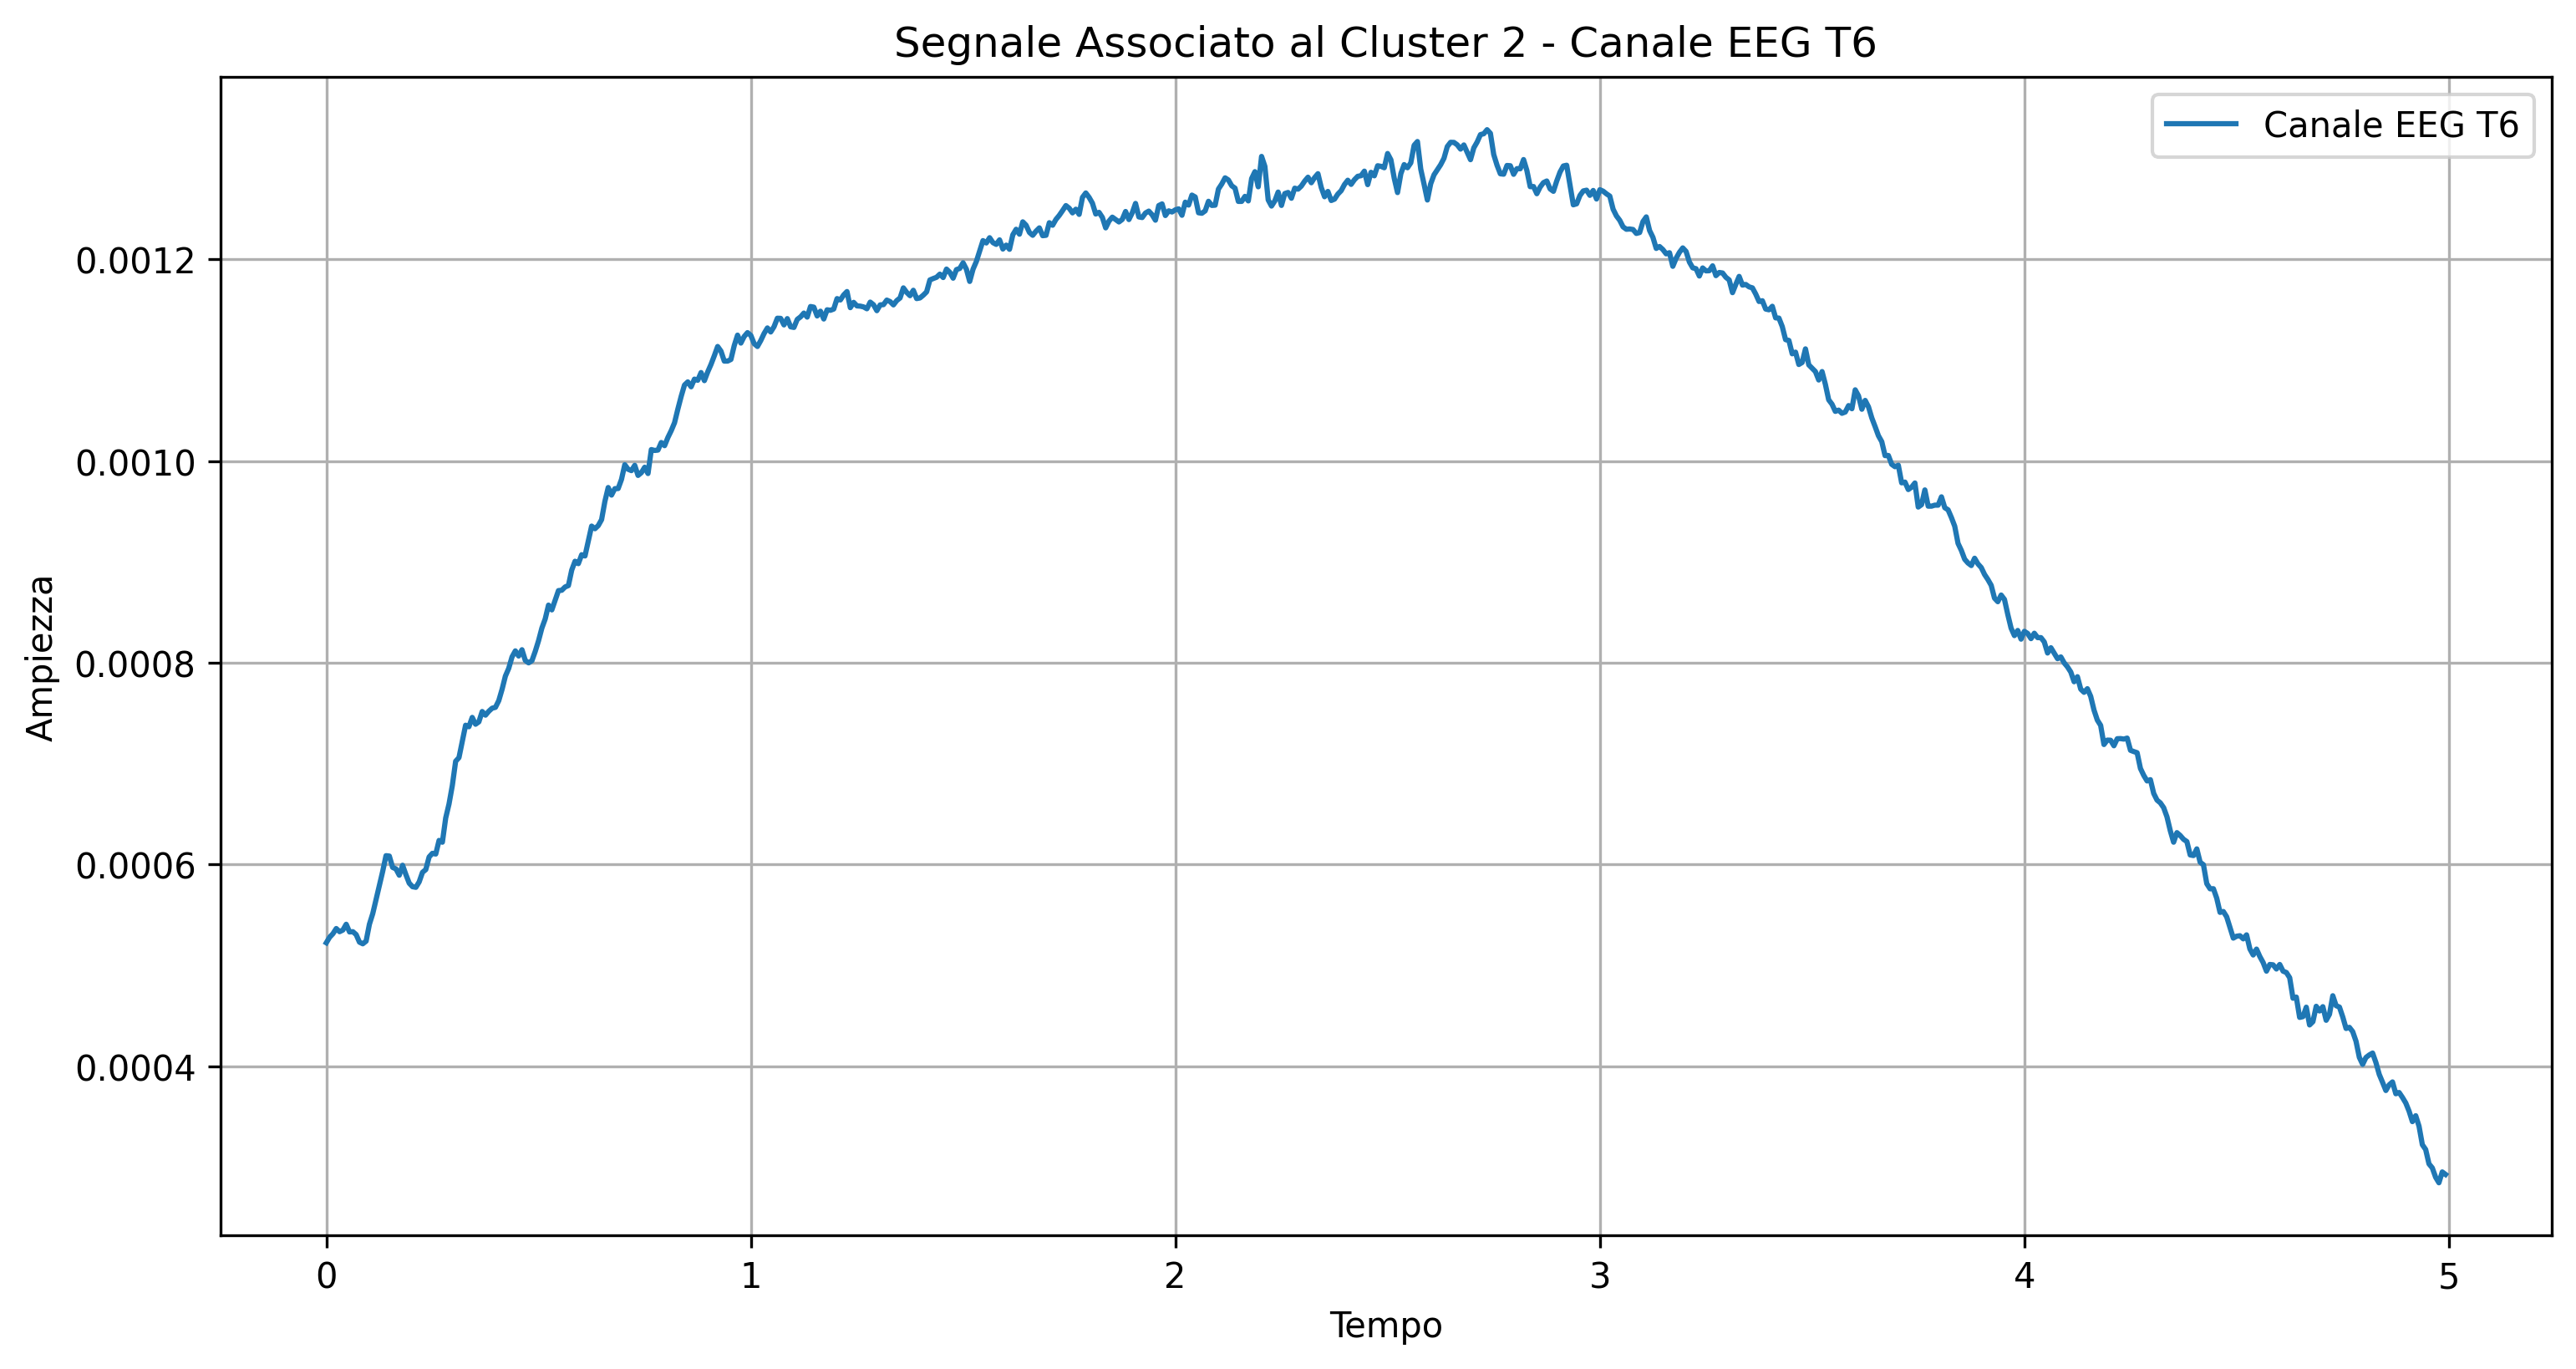 Segnale Associato al Cluster 2 - Canale EEG T6
Canale EEG T6
Ampiezza
0.0012
0.0010
0.0008
0.0006
0.0004
0 1 2 3 4 5
Tempo